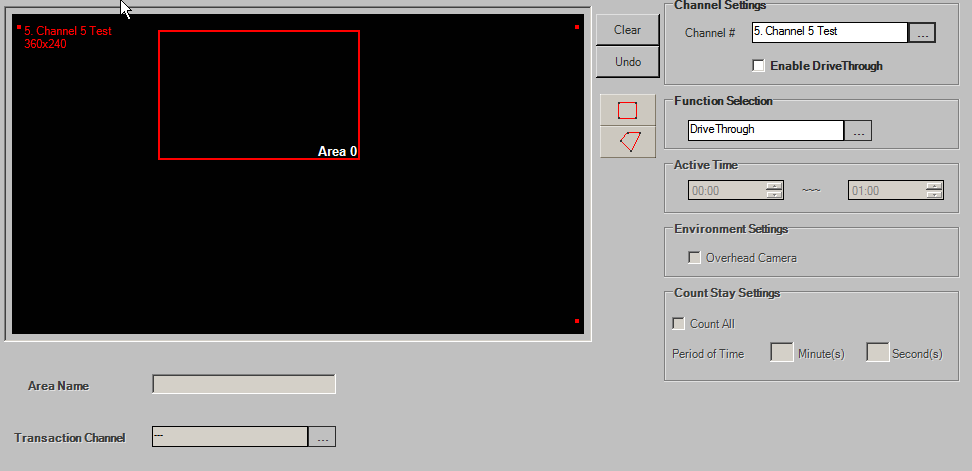 5. Channel 5 Test
360x240
Area 0
Clear
Undo
Channel Settings
Channel #
5. Channel 5 Test
...
Enable DriveThrough
Function Selection
DriveThrough
...
Active Time
00:00
~~~
01:00
Environment Settings
Overhead Camera
Count Stay Settings
Count All
Period of Time
Minute(s)
Second(s)
Area Name
Transaction Channel
---
...